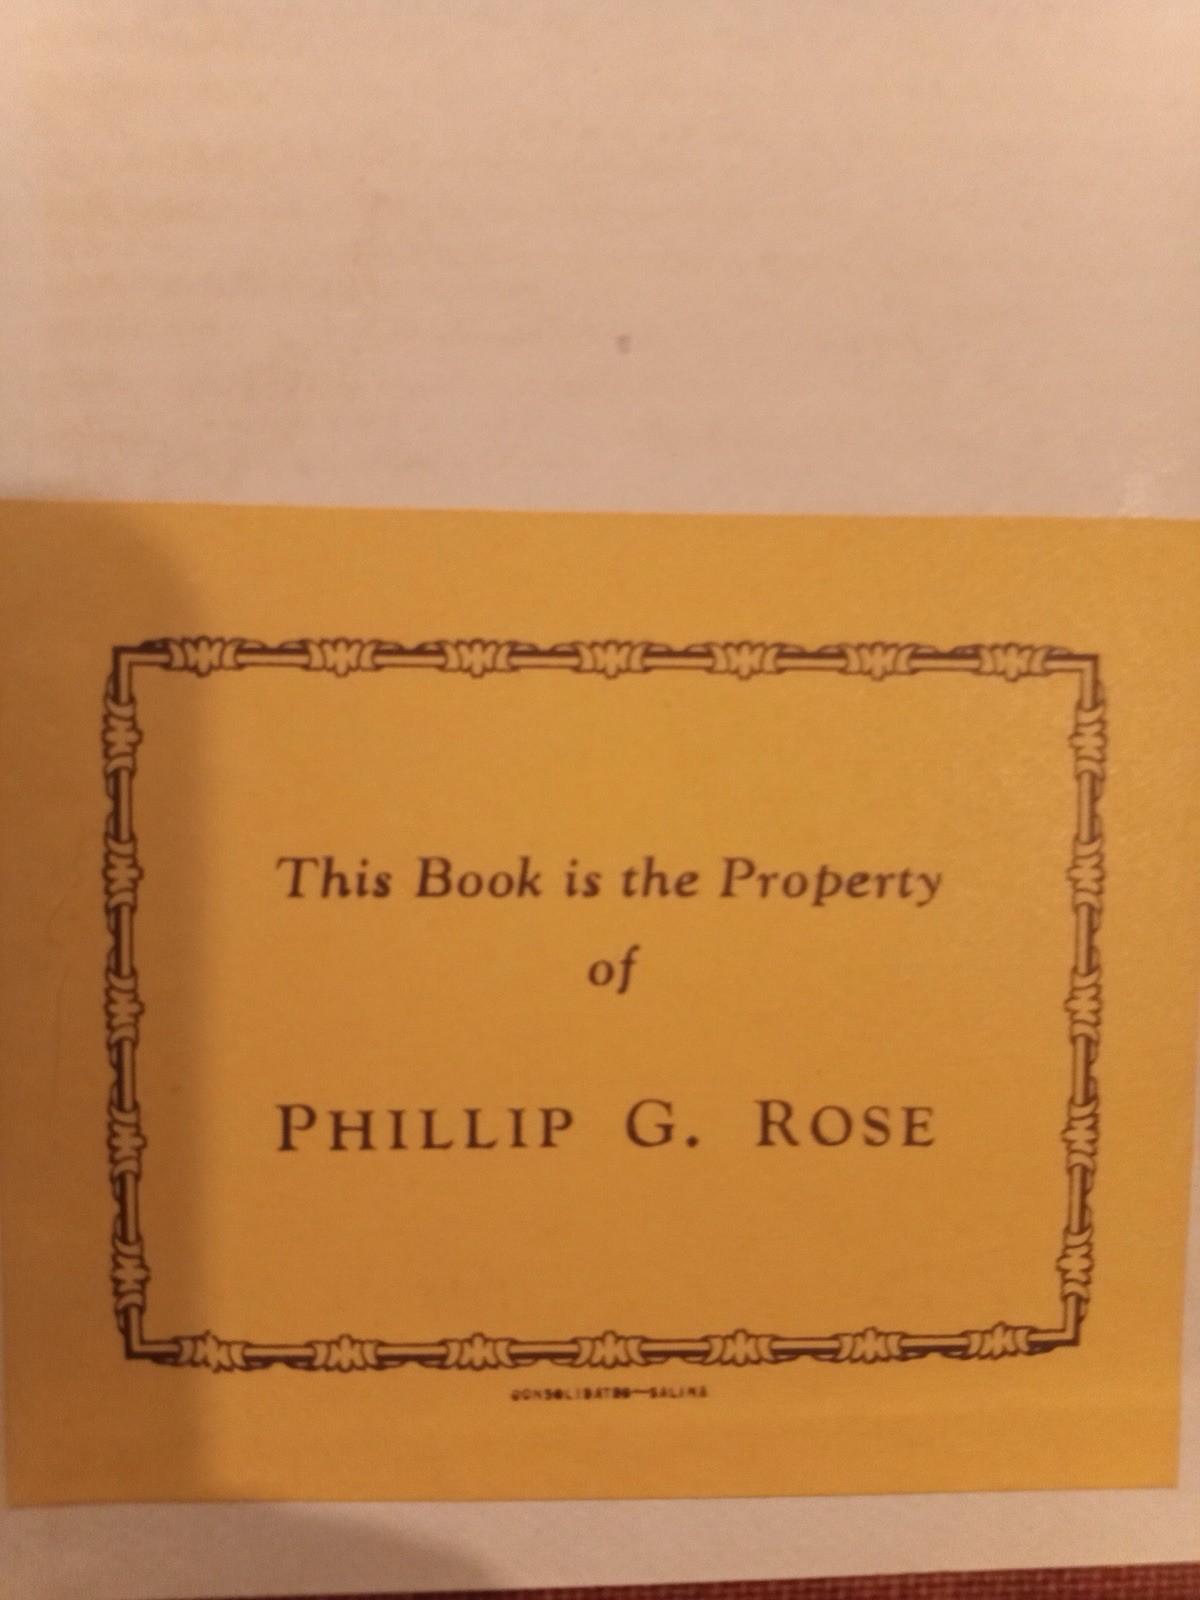 This Book is the Property
of
PHILLIP G. ROSE
CONSOLIDATED—SALINA